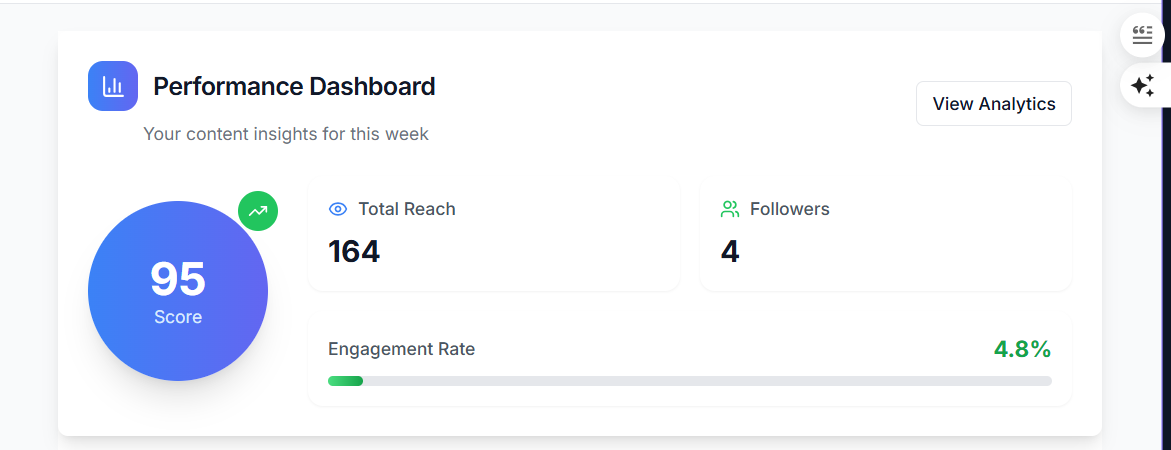 Performance Dashboard
Your content insights for this week
View Analytics
95
Score
Total Reach
164
Followers
4
Engagement Rate
4.8%